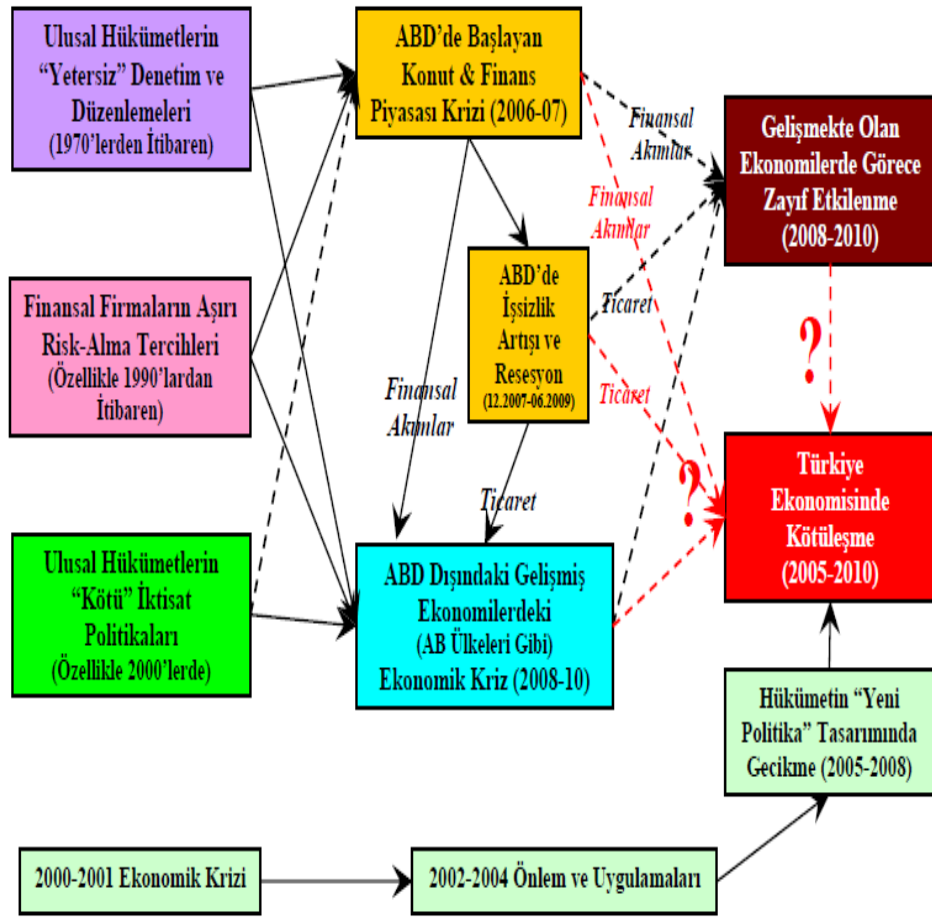 Ulusal Hükümetlerin
“Yetersiz” Denetim ve
Düzenlemeleri
(1970’lerden İtibaren)
ABD’de Başlayan
Konut & Finans
Piyasası Krizi (2006-07)
Finansal
Akımlar
Gelişmekte Olan
Ekonomilerde Görece
Zayıf Etkilenme
(2008-2010)
Finansal
Akımlar
Finansal Firmaların Aşırı
Risk-Alma Tercihleri
(Özellikle 1990’lardan
İtibaren)
ABD’de
İşsizlik
Artışı ve
Resesyon
(12.2007-06.2009)
Ticaret
?
Finansal
Akımlar
Ticaret
Ticaret
?
Türkiye
Ekonomisinde
Kötüleşme
(2005-2010)
Ulusal Hükümetlerin
“Kötü” İktisat
Politikaları
(Özellikle 2000’lerde)
ABD Dışındaki Gelişmiş
Ekonomilerdeki
(AB Ülkeleri Gibi)
Ekonomik Kriz (2008-10)
Hükümetin “Yeni
Politika” Tasarımında
Gecikme (2005-2008)
2000-2001 Ekonomik Krizi
2002-2004 Önlem ve Uygulamaları